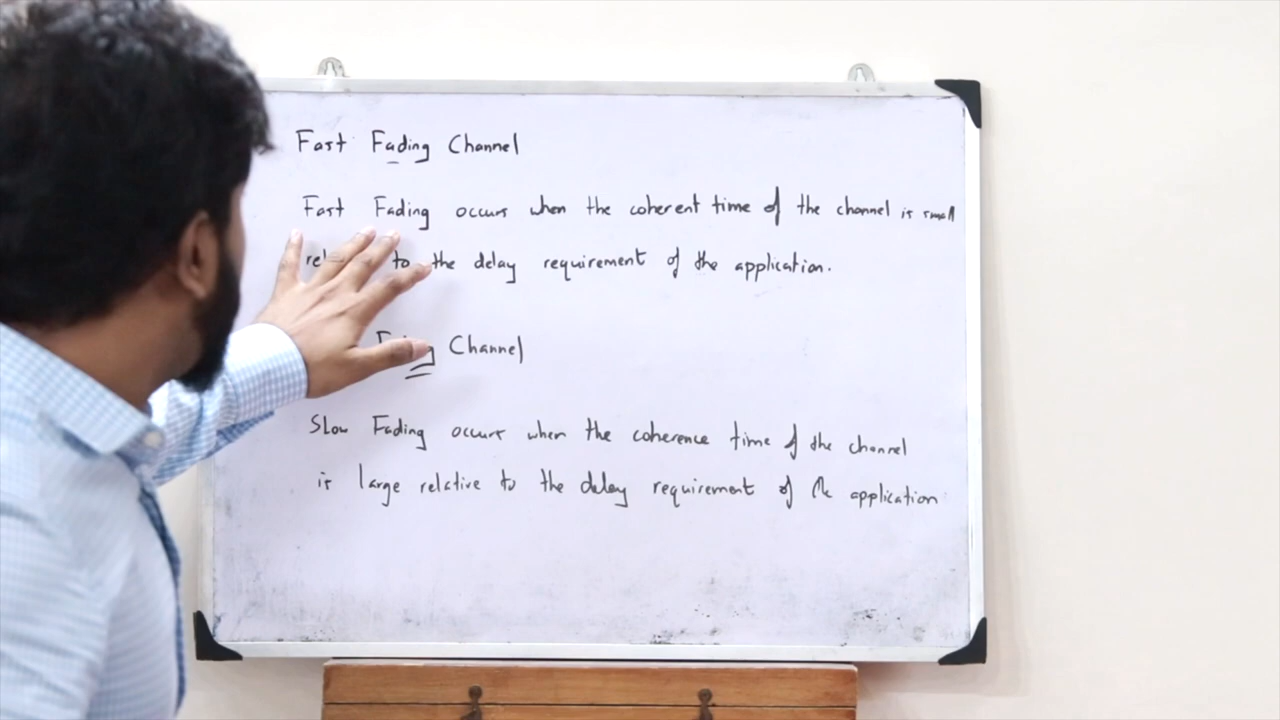 Fast Fading Channel
Fast Fading occurs when the coherent time of the channel is small
to the delay requirement of the application.
Channel
Slow Fading occurs when the coherence time of the channel
is large relative to the delay requirement of the application